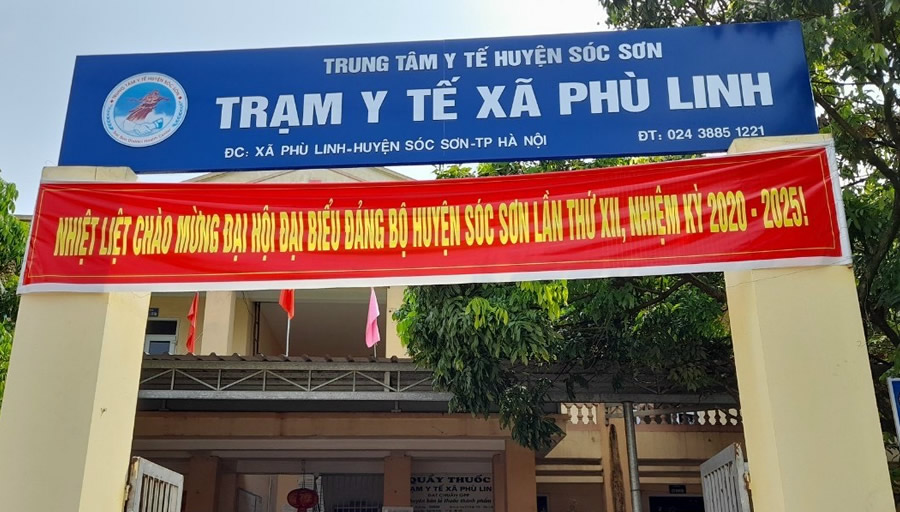 TRUNG TÂM Y TẾ HUYỆN SÓC SƠN
TRẠM Y TẾ XÃ PHÙ LINH
ĐC: XÃ PHÙ LINH-HUYỆN SÓC SƠN-TP HÀ NỘI
ĐT: 024 3885 1221
NHIỆT LIỆT CHÀO MỪNG ĐẠI HỘI ĐẠI BIỂU ĐẢNG BỘ HUYỆN SÓC SƠN LẦN THỨ XII, NHIỆM KỲ 2020 - 2025!
QUẦY THUỐC
TRẠM Y TẾ XÃ PHÙ LINH